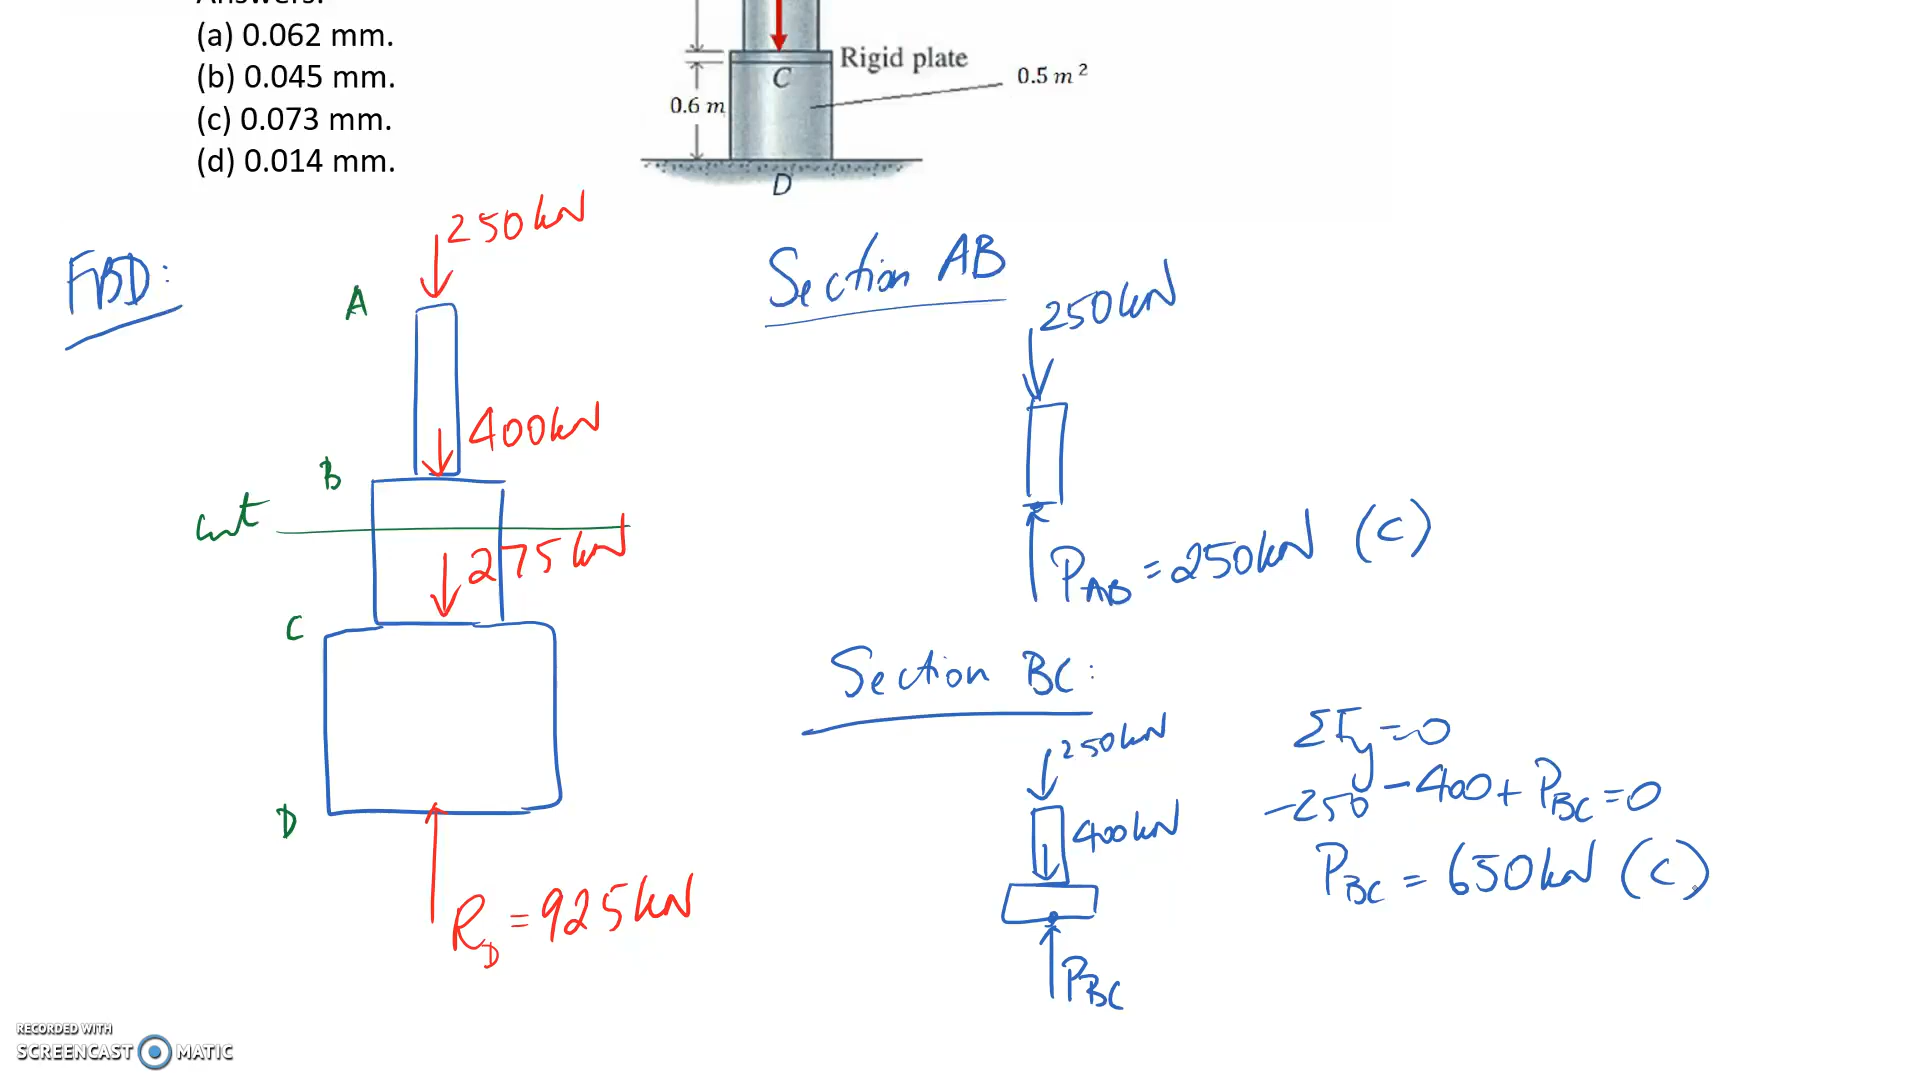 Answers:
(a) 0.062 mm.
(b) 0.045 mm.
(c) 0.073 mm.
(d) 0.014 mm.
Rigid plate
C
0.5 m²
0.6 m
D
FBD:
250kN
A
400kN
B
Cut
275kN
C
D
R_D = 925kN
Section AB
250kN
P_AB = 250kN (C)
Section BC:
250kN
400kN
P_BC
ΣFy=0
-250 - 400 + P_BC = 0
P_BC = 650kN (C)
RECORDED WITH
SCREENCAST MATIC